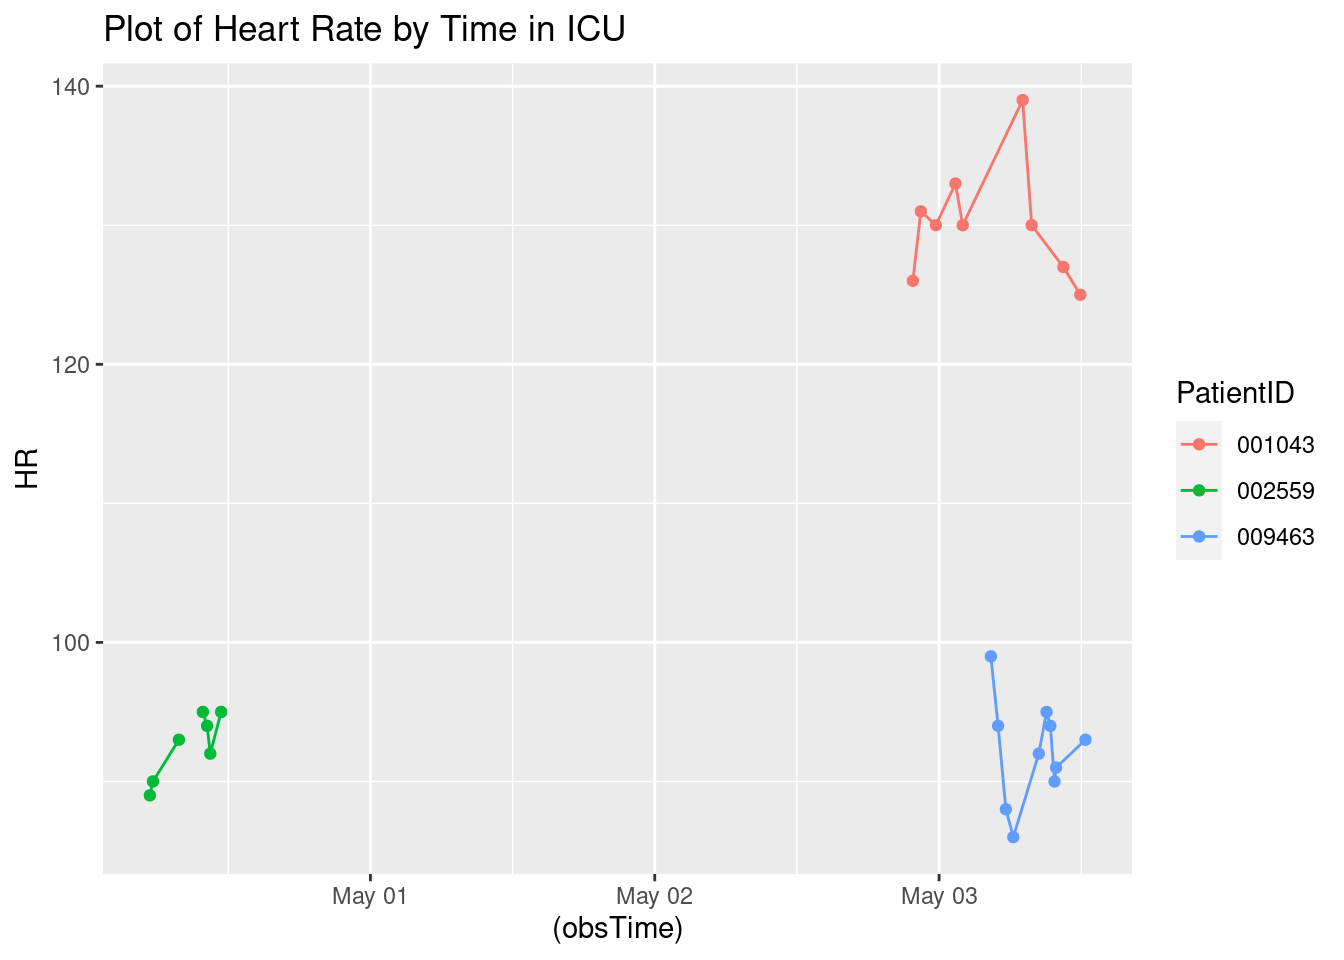 Plot of Heart Rate by Time in ICU
140
120
100
HR
May 01
May 02
May 03
(obsTime)
PatientID
001043
002559
009463